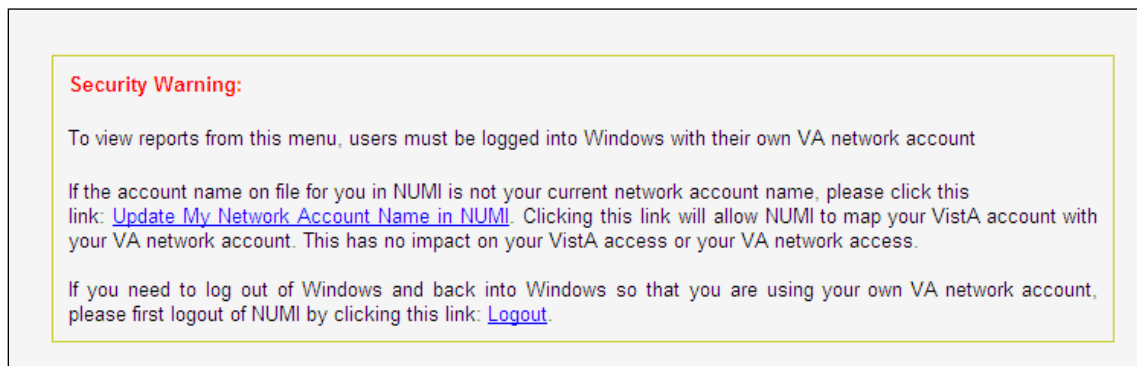 Security Warning:
To view reports from this menu, users must be logged into Windows with their own VA network account
If the account name on file for you in NUMI is not your current network account name, please click this
link: Update My Network Account Name in NUMI. Clicking this link will allow NUMI to map your VistA account with
your VA network account. This has no impact on your VistA access or your VA network access.
If you need to log out of Windows and back into Windows so that you are using your own VA network account,
please first logout of NUMI by clicking this link: Logout.